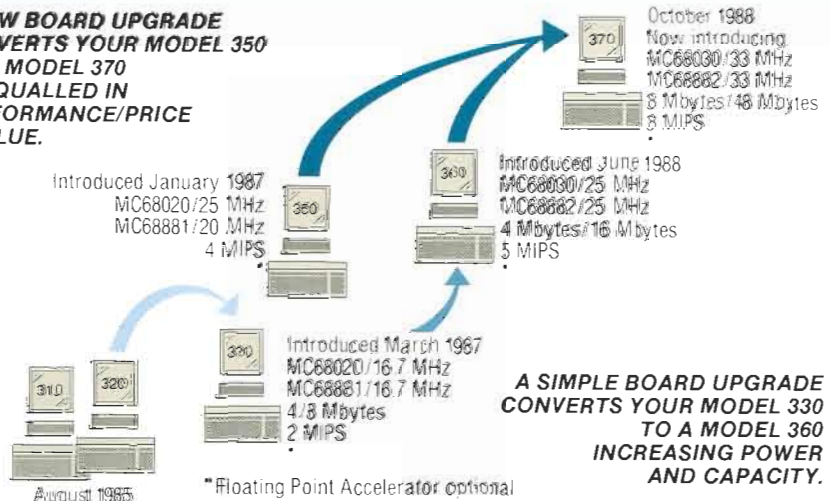 W BOARD UPGRADE
VERTS YOUR MODEL 350
MODEL 370
QUALLED IN
FORMANCE/PRICE
LUE.
October 1988
Now introducing
MC68030/33 MHz
MC68882/33 MHz
8 Mbytes/48 Mbytes
8 MIPS
*
370
Introduced January 1987
MC68020/25 MHz
MC68881/20 MHz
4 MIPS
*
350
Introduced June 1988
MC68030/25 MHz
MC68882/25 MHz
4 Mbytes/16 Mbytes
5 MIPS
*
360
310
320
August 1985
330
Introduced March 1987
MC68020/16.7 MHz
MC68881/16.7 MHz
4/8 Mbytes
2 MIPS
*
*Floating Point Accelerator optional
A SIMPLE BOARD UPGRADE
CONVERTS YOUR MODEL 330
TO A MODEL 360
INCREASING POWER
AND CAPACITY.